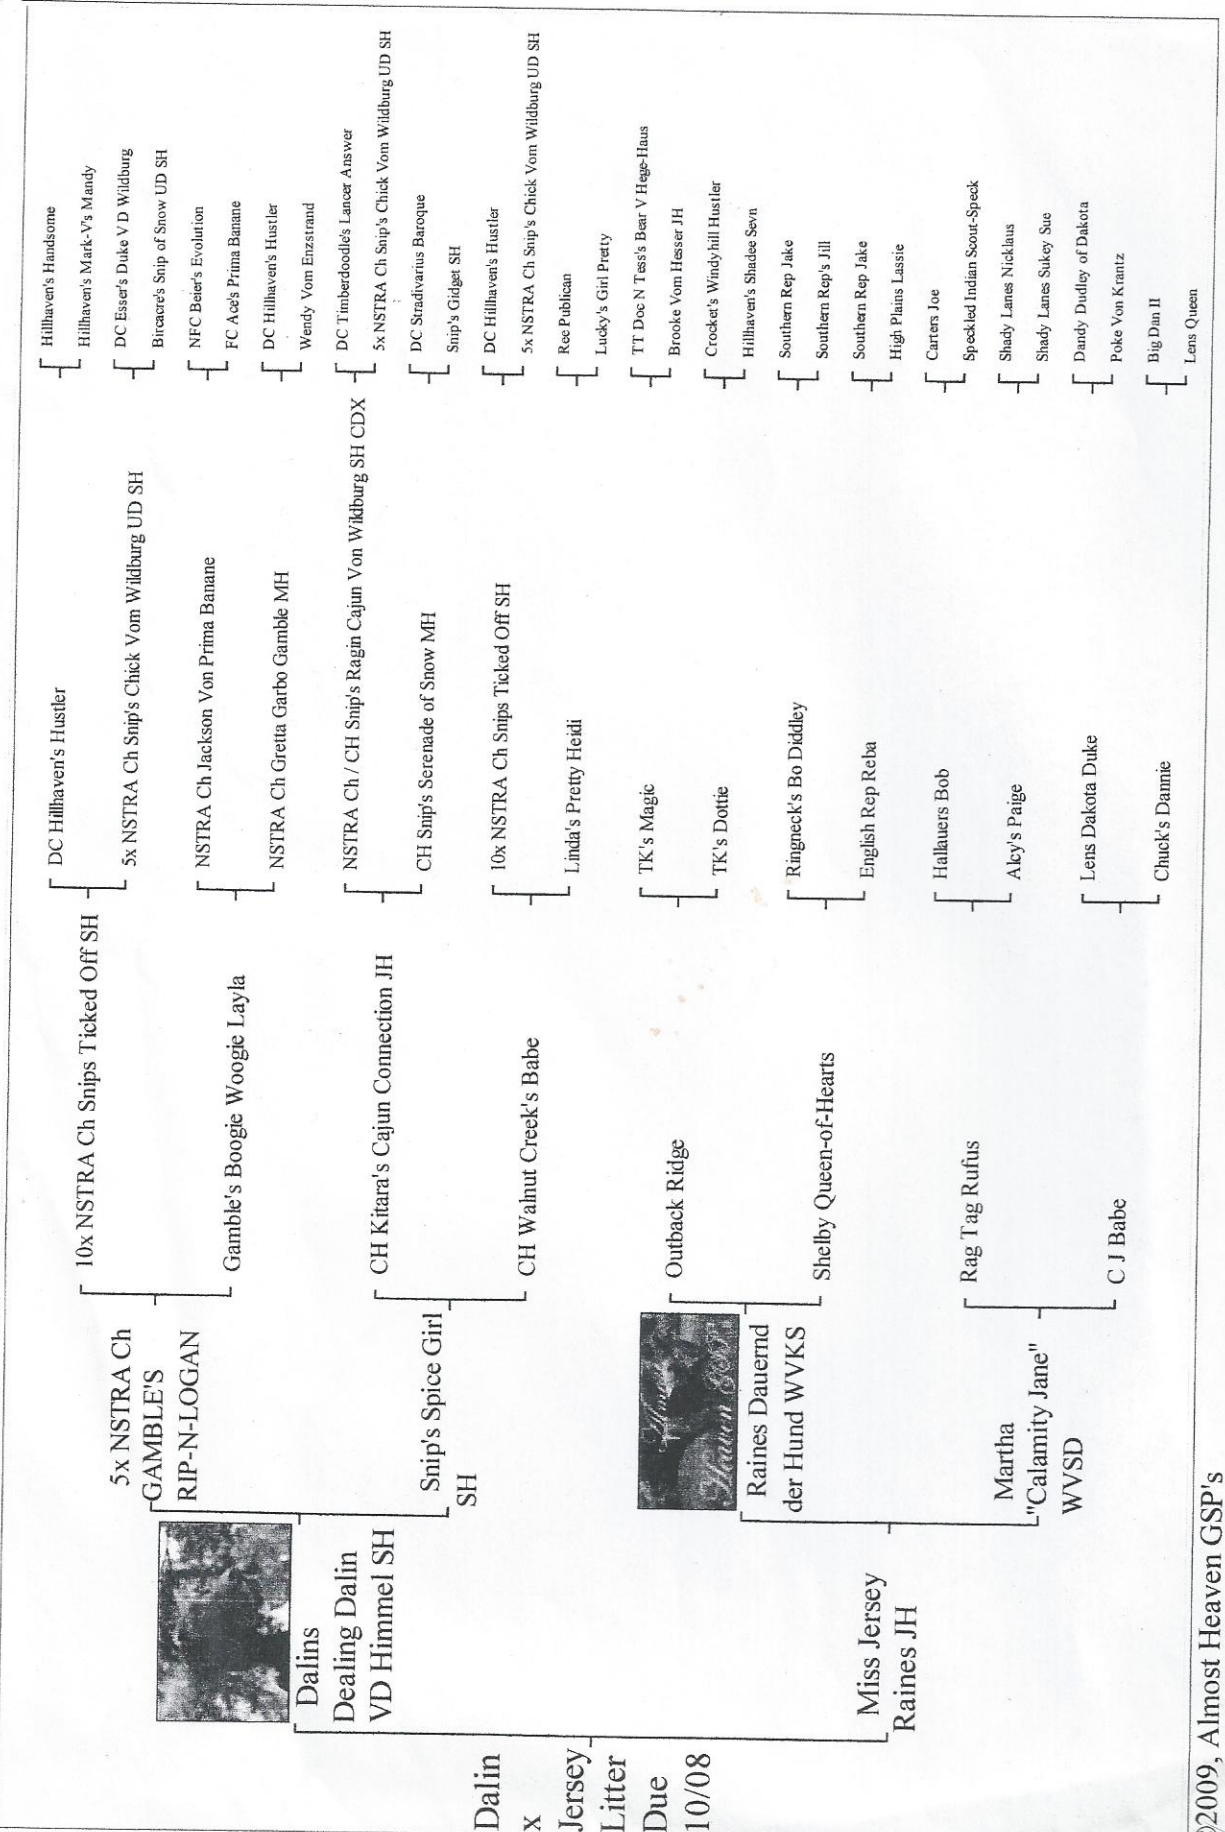 Dalin
x
Jersey
Litter
Due
10/08
Dalins
Dealing Dalin
VD Himmel SH
Miss Jersey
Raines JH
5x NSTRA Ch
GAMBLE'S
RIP-N-LOGAN
Snip's Spice Girl
SH
Almost
Heaven GSP's
Raines Dauernd
der Hund WVKS
Martha
"Calamity Jane"
WVSD
10x NSTRA Ch Snips Ticked Off SH
Gamble's Boogie Woogie Layla
CH Kitara's Cajun Connection JH
CH Walnut Creek's Babe
Outback Ridge
Shelby Queen-of-Hearts
Rag Tag Rufus
C J Babe
DC Hillhaven's Hustler
5x NSTRA Ch Snip's Chick Vom Wildburg UD SH
NSTRA Ch Jackson Von Prima Banane
NSTRA Ch Gretta Garbo Gamble MH
NSTRA Ch / CH Snip's Ragin Cajun Von Wildburg SH CDX
CH Snip's Serenade of Snow MH
10x NSTRA Ch Snips Ticked Off SH
Linda's Pretty Heidi
TK's Magic
TK's Dottie
Ringneck's Bo Diddley
English Rep Reba
Hallauers Bob
Alcy's Paige
Lens Dakota Duke
Chuck's Dannie
Hillhaven's Handsome
Hillhaven's Mark-V's Mandy
DC Esser's Duke V D Wildburg
Bircacre's Snip of Snow UD SH
NFC Beier's Evolution
FC Ace's Prima Banane
DC Hillhaven's Hustler
Wendy Vom Enzstrand
DC Timberdoodle's Lancer Answer
5x NSTRA Ch Snip's Chick Vom Wildburg UD SH
DC Stradivarius Baroque
Snip's Gidget SH
DC Hillhaven's Hustler
5x NSTRA Ch Snip's Chick Vom Wildburg UD SH
Ree Publican
Lucky's Girl Pretty
TT Doc N Tess's Bear V Hege-Haus
Brooke Vom Hesser JH
Crocket's Windyhill Hustler
Hillhaven's Shadee Sevn
Southern Rep Jake
Southern Rep's Jill
Southern Rep Jake
High Plains Lassie
Carters Joe
Speckled Indian Scout-Speck
Shady Lanes Nicklaus
Shady Lanes Sukey Sue
Dandy Dudley of Dakota
Poke Von Krantz
Big Dan II
Lens Queen
©2009, Almost Heaven GSP's